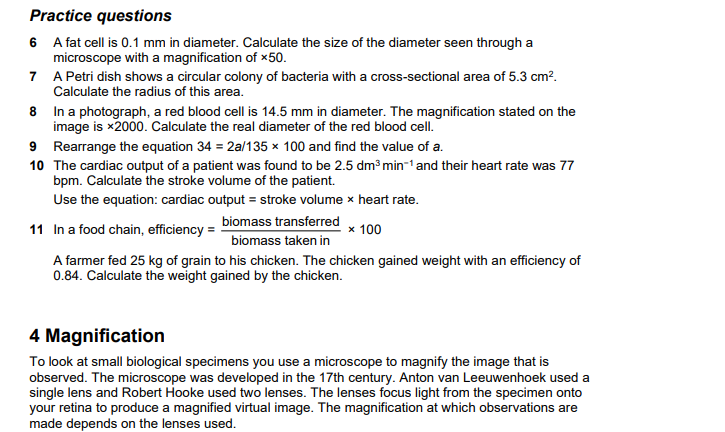 Practice questions
6 A fat cell is 0.1 mm in diameter. Calculate the size of the diameter seen through a
microscope with a magnification of ×50.
7 A Petri dish shows a circular colony of bacteria with a cross-sectional area of 5.3 cm².
Calculate the radius of this area.
8 In a photograph, a red blood cell is 14.5 mm in diameter. The magnification stated on the
image is ×2000. Calculate the real diameter of the red blood cell.
9 Rearrange the equation 34 = 2a/135 × 100 and find the value of a.
10 The cardiac output of a patient was found to be 2.5 dm³ min⁻¹ and their heart rate was 77
bpm. Calculate the stroke volume of the patient.
Use the equation: cardiac output = stroke volume × heart rate.
11 In a food chain, efficiency = biomass transferred × 100
biomass taken in
A farmer fed 25 kg of grain to his chicken. The chicken gained weight with an efficiency of
0.84. Calculate the weight gained by the chicken.
4 Magnification
To look at small biological specimens you use a microscope to magnify the image that is
observed. The microscope was developed in the 17th century. Anton van Leeuwenhoek used a
single lens and Robert Hooke used two lenses. The lenses focus light from the specimen onto
your retina to produce a magnified virtual image. The magnification at which observations are
made depends on the lenses used.